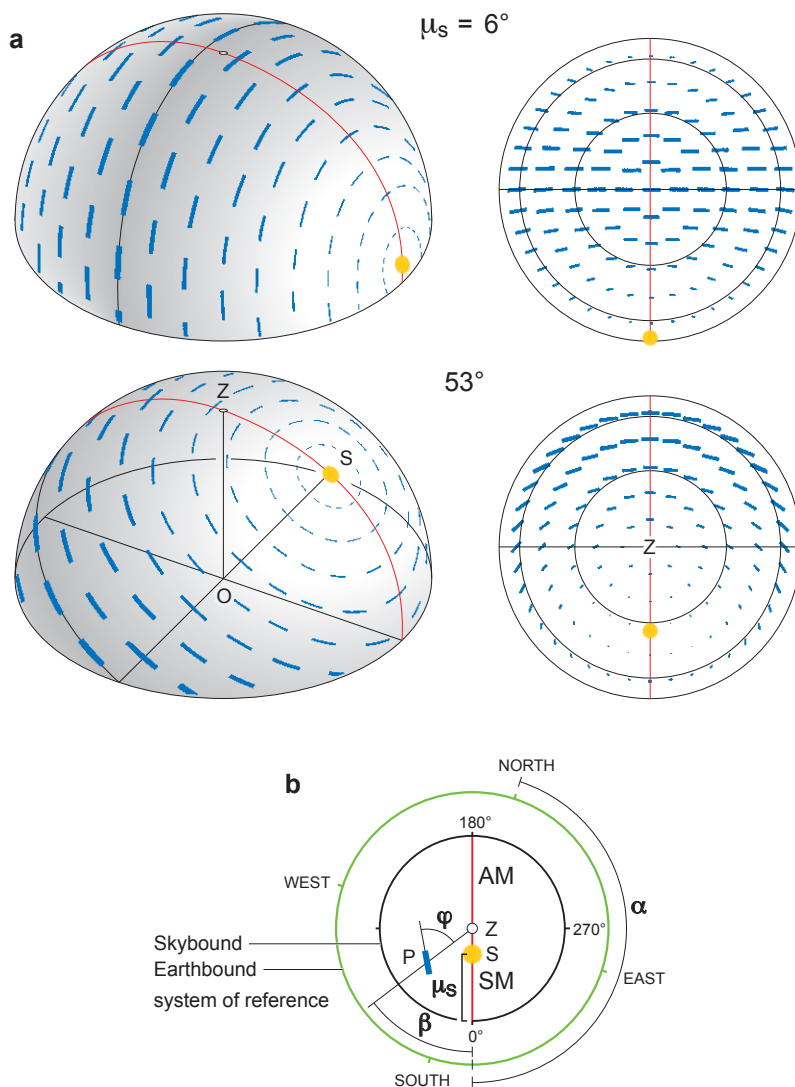 a
μs = 6°
53°
Z
S
O
Z
b
NORTH
180°
AM
WEST
φ
Z
α
270°
Skybound
P
S
Earthbound
μs
SM
EAST
system of reference
β
0°
SOUTH